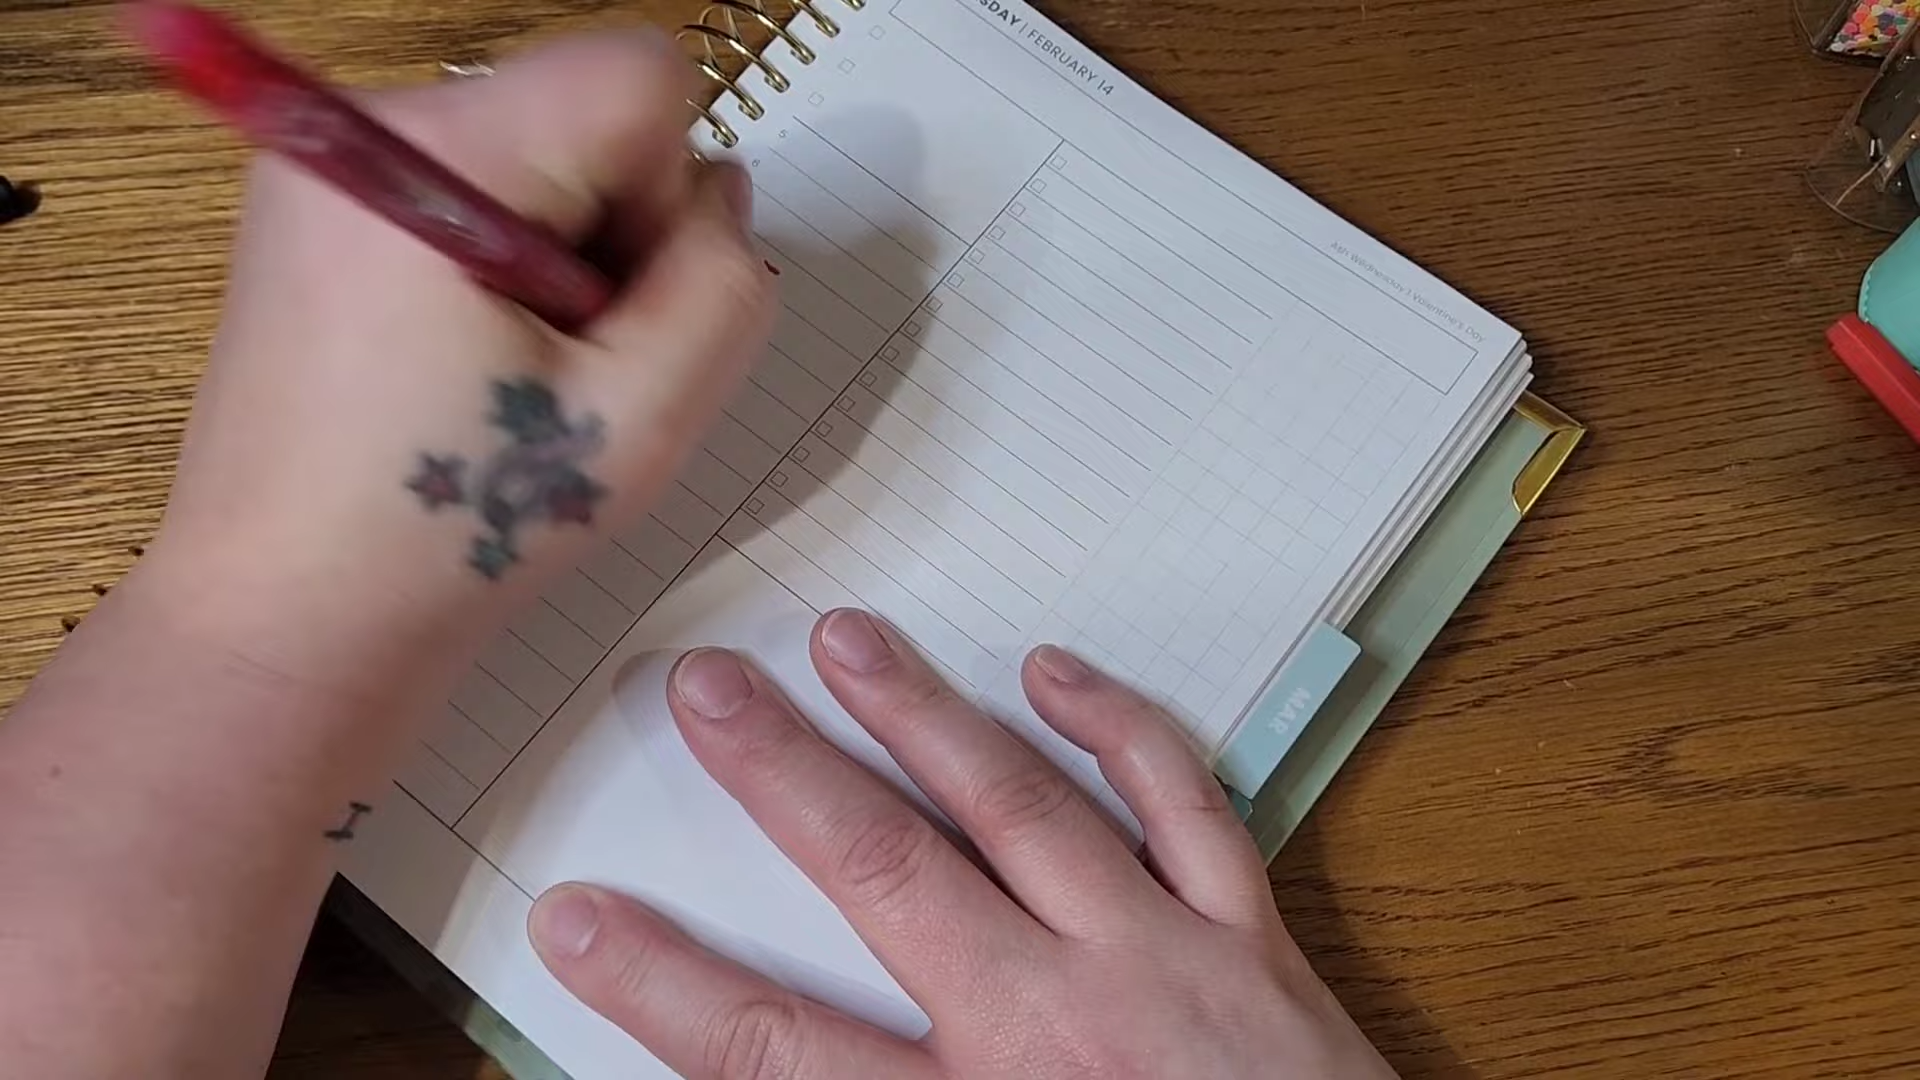 SDAY | FEBRUARY 14
Ash Wednesday | Valentine's Day
5
6
MAR